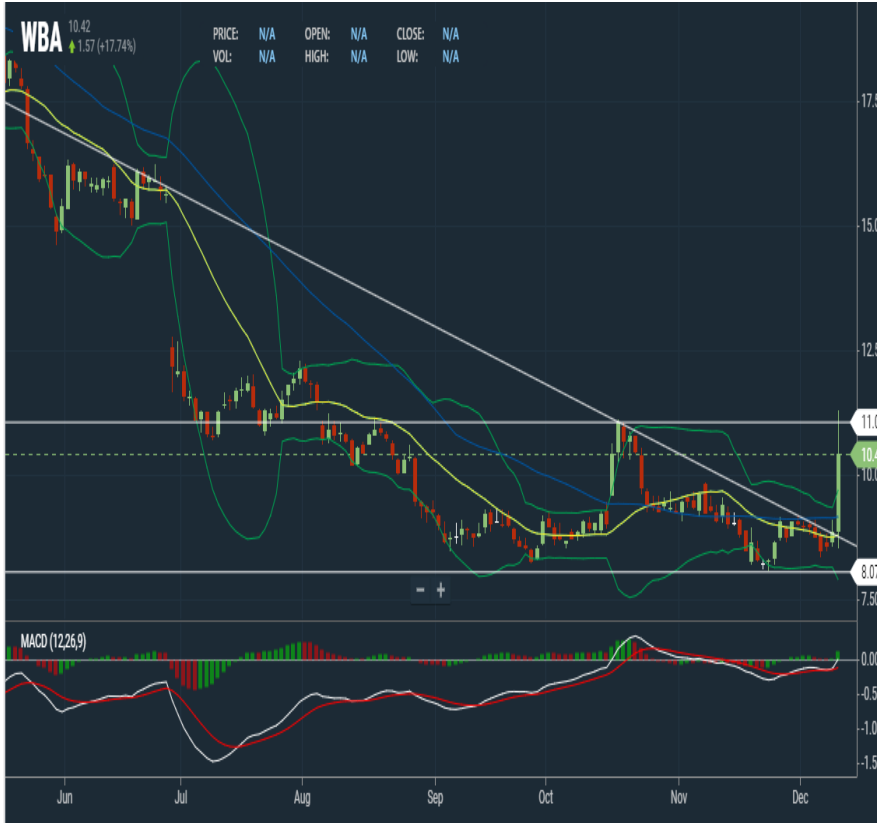 WBA
10.42
1.57 (+17.74%)
PRICE: N/A OPEN: N/A CLOSE: N/A
VOL: N/A HIGH: N/A LOW: N/A
17.5
15.0
12.5
11.0
10.4
10.0
8.07
7.50
MACD (12,26,9)
0.00
-0.5
-1.0
-1.5
Jun Jul Aug Sep Oct Nov Dec